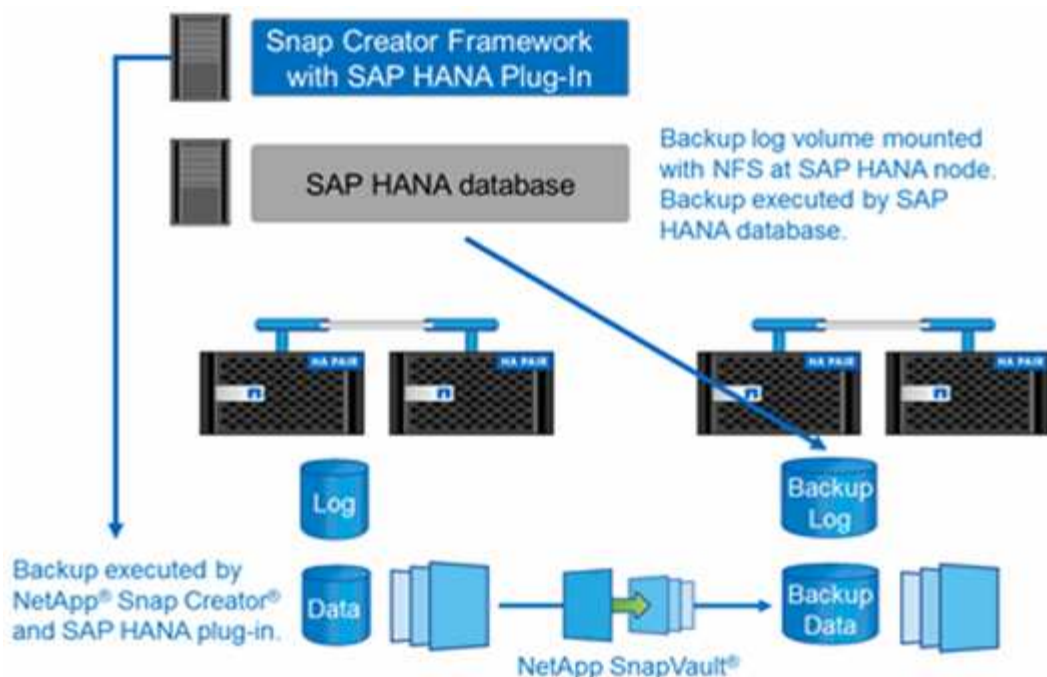 Snap Creator Framework
with SAP HANA Plug-In
SAP HANA database
Backup log volume mounted
with NFS at SAP HANA node.
Backup executed by SAP
HANA database.
HA PAIR
HA PAIR
HA PAIR
HA PAIR
Log
Backup
Log
Backup executed by
NetApp® Snap Creator®
and SAP HANA plug-in.
Data
Backup
Data
NetApp SnapVault®